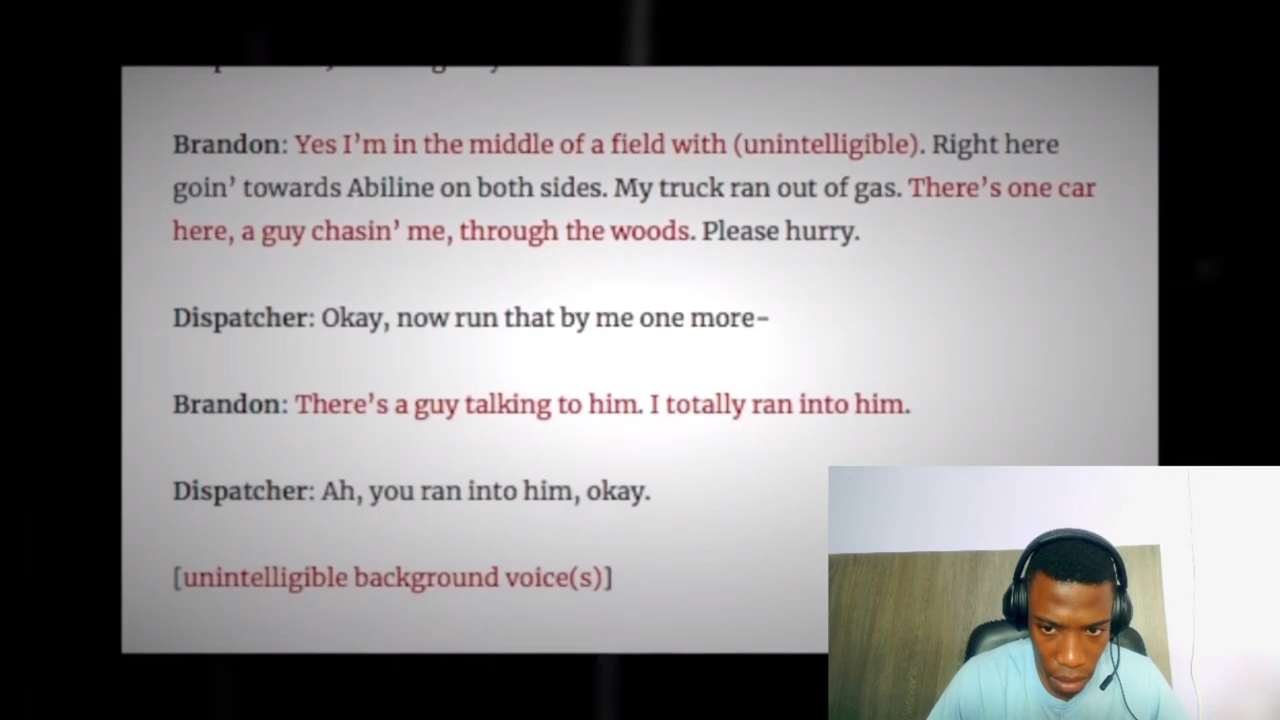 Brandon: Yes I'm in the middle of a field with (unintelligible). Right here
goin' towards Abiline on both sides. My truck ran out of gas. There's one car
here, a guy chasin' me, through the woods. Please hurry.
Dispatcher: Okay, now run that by me one more-
Brandon: There's a guy talking to him. I totally ran into him.
Dispatcher: Ah, you ran into him, okay.
[unintelligible background voice(s)]